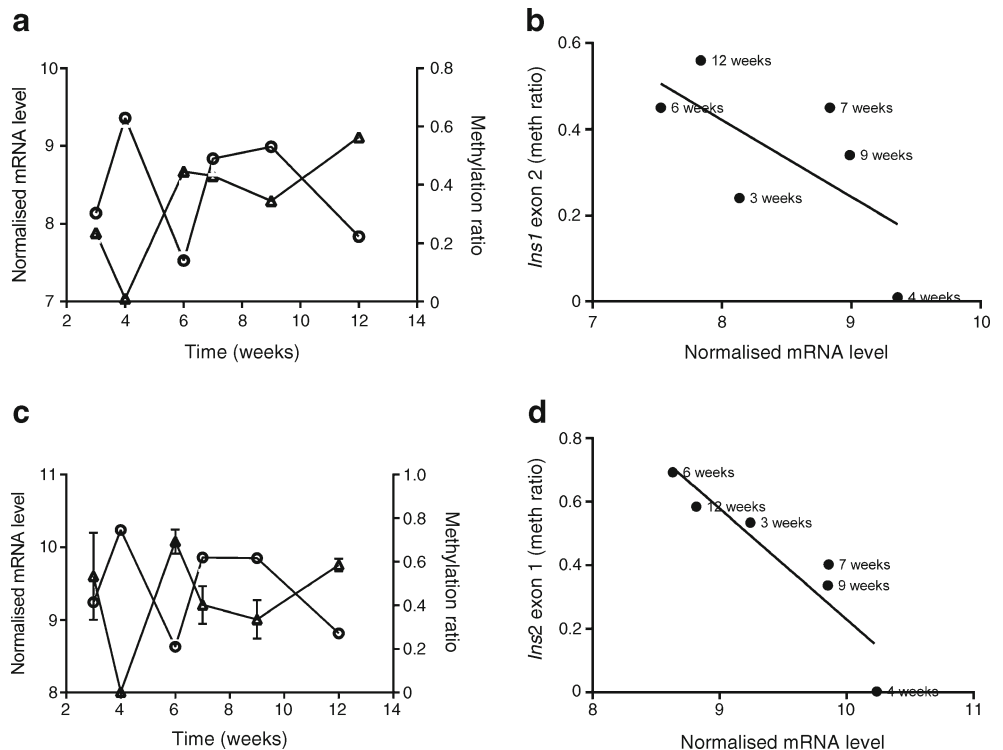 a
10
9
8
7
Normalised mRNA level
0.8
0.6
0.4
0.2
0
Methylation ratio
2 4 6 8 10 12 14
Time (weeks)
b
0.6
0.4
0.2
0
Ins1 exon 2 (meth ratio)
12 weeks
6 weeks
7 weeks
9 weeks
3 weeks
4 weeks
7 8 9 10
Normalised mRNA level
c
11
10
9
8
Normalised mRNA level
1.0
0.8
0.6
0.4
0.2
0
Methylation ratio
2 4 6 8 10 12 14
Time (weeks)
d
0.8
0.6
0.4
0.2
0
Ins2 exon 1 (meth ratio)
6 weeks
12 weeks
3 weeks
7 weeks
9 weeks
4 weeks
8 9 10 11
Normalised mRNA level